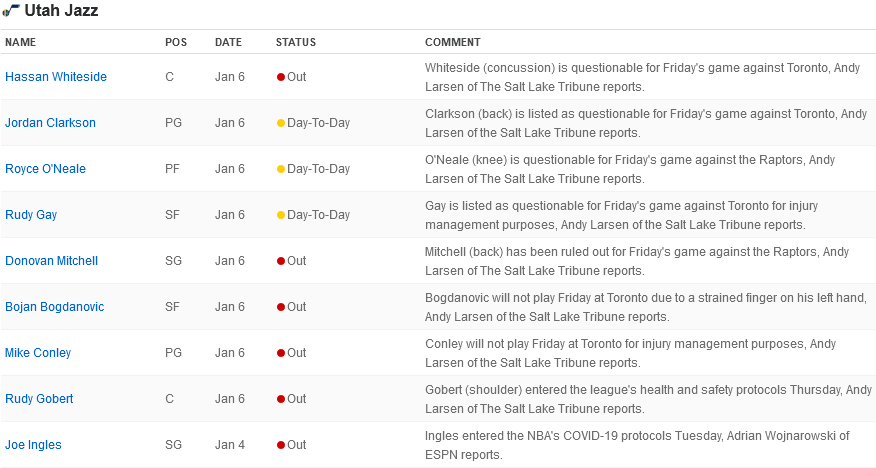 Utah Jazz
NAME POS DATE STATUS COMMENT
Hassan Whiteside C Jan 6 Out Whiteside (concussion) is questionable for Friday's game against Toronto, Andy
Larsen of The Salt Lake Tribune reports.
Jordan Clarkson PG Jan 6 Day-To-Day Clarkson (back) is listed as questionable for Friday's game against Toronto, Andy
Larsen of the Salt Lake Tribune reports.
Royce O'Neale PF Jan 6 Day-To-Day O'Neale (knee) is questionable for Friday's game against the Raptors, Andy
Larsen of The Salt Lake Tribune reports.
Rudy Gay SF Jan 6 Day-To-Day Gay is listed as questionable for Friday's game against Toronto for injury
management purposes, Andy Larsen of the Salt Lake Tribune reports.
Donovan Mitchell SG Jan 6 Out Mitchell (back) has been ruled out for Friday's game against the Raptors, Andy
Larsen of The Salt Lake Tribune reports.
Bojan Bogdanovic SF Jan 6 Out Bogdanovic will not play Friday at Toronto due to a strained finger on his left hand,
Andy Larsen of the Salt Lake Tribune reports.
Mike Conley PG Jan 6 Out Conley will not play Friday at Toronto for injury management purposes, Andy
Larsen of the Salt Lake Tribune reports.
Rudy Gobert C Jan 6 Out Gobert (shoulder) entered the league's health and safety protocols Thursday, Andy
Larsen of The Salt Lake Tribune reports.
Joe Ingles SG Jan 4 Out Ingles entered the NBA's COVID-19 protocols Tuesday, Adrian Wojnarowski of
ESPN reports.